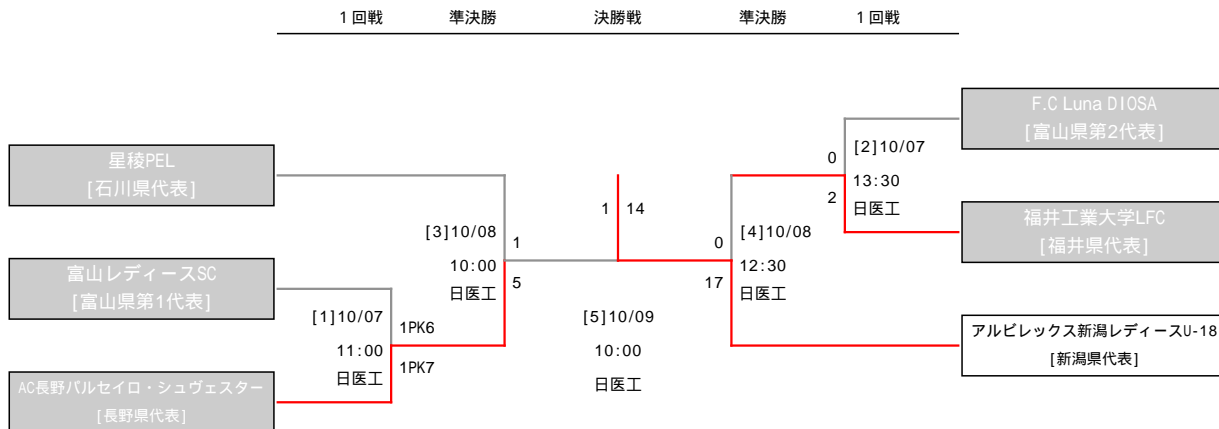 1回戦 準決勝 決勝戦 準決勝 1回戦
F.C Luna DIOSA
[富山県第2代表]
0
[2]10/07
13:30
日医工
2
福井工業大学LFC
[福井県代表]
星稜PEL
[石川県代表]
1 14
[3]10/08
10:00
日医工
1
5
0
17
[4]10/08
12:30
日医工
富山レディースSC
[富山県第1代表]
[1]10/07
11:00
日医工
1PK6
1PK7
[5]10/09
10:00
日医工
アルビレックス新潟レディースU-18
[新潟県代表]
AC長野パルセイロ・シュヴェスター
[長野県代表]